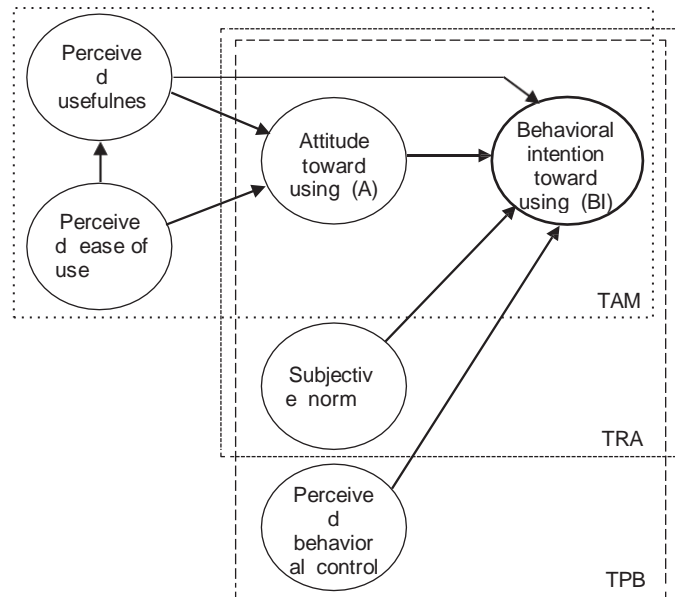 Perceive
d
usefulnes
Attitude
toward
using (A)
Behavioral
intention
toward
using (BI)
Perceive
d ease of
use
TAM
Subjectiv
e norm
TRA
Perceive
d
behavior
al control
TPB